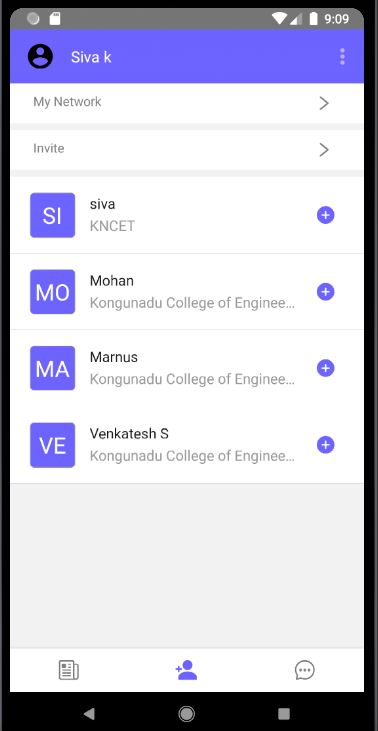 9:09
Siva k
My Network
Invite
SI
siva
KNCET
MO
Mohan
Kongunadu College of Enginee...
MA
Marnus
Kongunadu College of Enginee...
VE
Venkatesh S
Kongunadu College of Enginee...